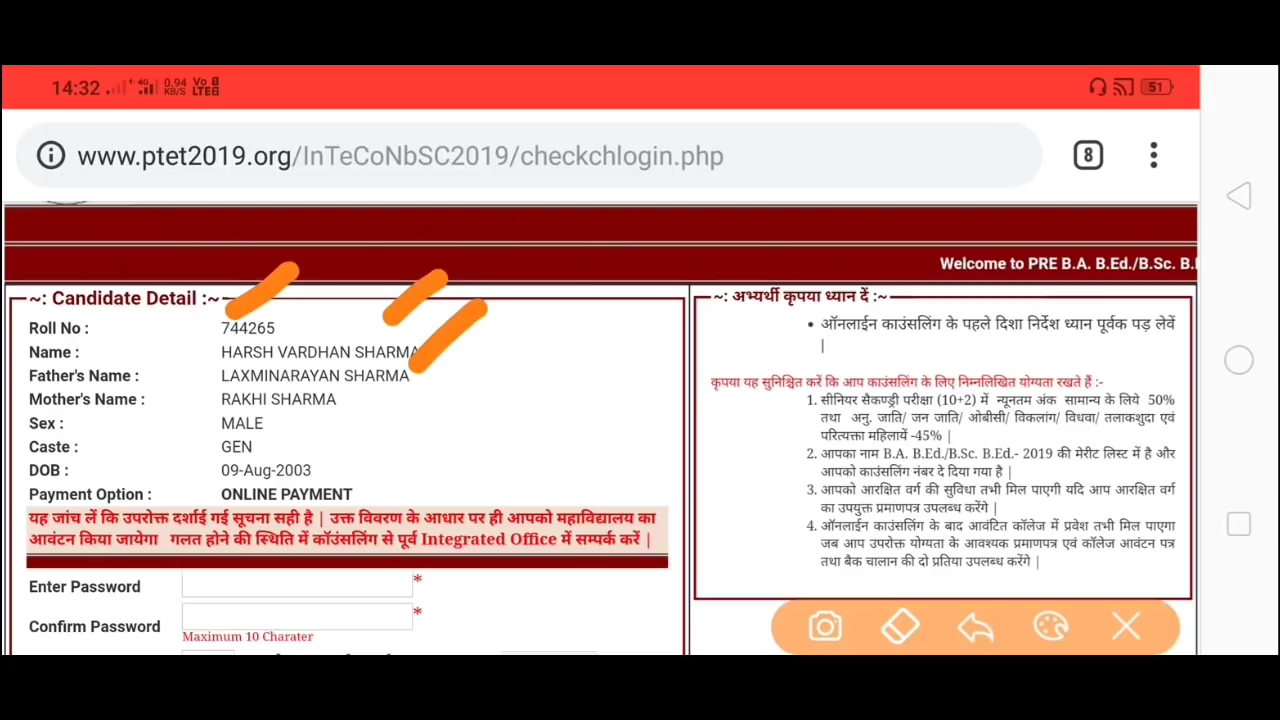 14:32 4G 0.94 KB/S Vo LTE 51
www.ptet2019.org/InTeCoNbSC2019/checkchlogin.php 8
Welcome to PRE B.A. B.Ed./B.Sc.
~: Candidate Detail :~
Roll No : 744265
Name : HARSH VARDHAN SHARMA
Father's Name : LAXMINARAYAN SHARMA
Mother's Name : RAKHI SHARMA
Sex : MALE
Caste : GEN
DOB : 09-Aug-2003
Payment Option : ONLINE PAYMENT
यह जांच लें कि उपरोक्त दर्शाई गई सूचना सही है | उक्त विवरण के आधार पर ही आपको महाविद्यालय का
आवंटन किया जायेगा गलत होने की स्थिति में कॉउंसलिंग से पूर्व Integrated Office में सम्पर्क करें |
Enter Password *
Confirm Password *
Maximum 10 Charater
~: अभ्यर्थी कृपया ध्यान दें :~
• ऑनलाईन काउंसलिंग के पहले दिशा निर्देश ध्यान पूर्वक पड़ लेवें
|
कृपया यह सुनिश्चित करें कि आप काउंसलिंग के लिए निम्नलिखित योग्यता रखते हैं :-
1. सीनियर सैकण्ड्री परीक्षा (10+2) में न्यूनतम अंक सामान्य के लिये 50%
तथा अनु. जाति/ जन जाति/ ओबीसी/ विकलांग/ विधवा/ तलाकशुदा एवं
परित्यक्ता महिलायें -45% |
2. आपका नाम B.A. B.Ed./B.Sc. B.Ed.- 2019 की मेरीट लिस्ट में है और
आपको काउंसलिंग नंबर दे दिया गया है |
3. आपको आरक्षित वर्ग की सुविधा तभी मिल पाएगी यदि आप आरक्षित वर्ग
का उपयुक्त प्रमाणपत्र उपलब्ध करेंगे |
4. ऑनलाईन काउंसलिंग के बाद आवंटित कॉलेज में प्रवेश तभी मिल पाएगा
जब आप उपरोक्त योग्यता के आवश्यक प्रमाणपत्र एवं कॉलेज आवंटन पत्र
तथा बैक चालान की दो प्रतिया उपलब्ध करेंगे |